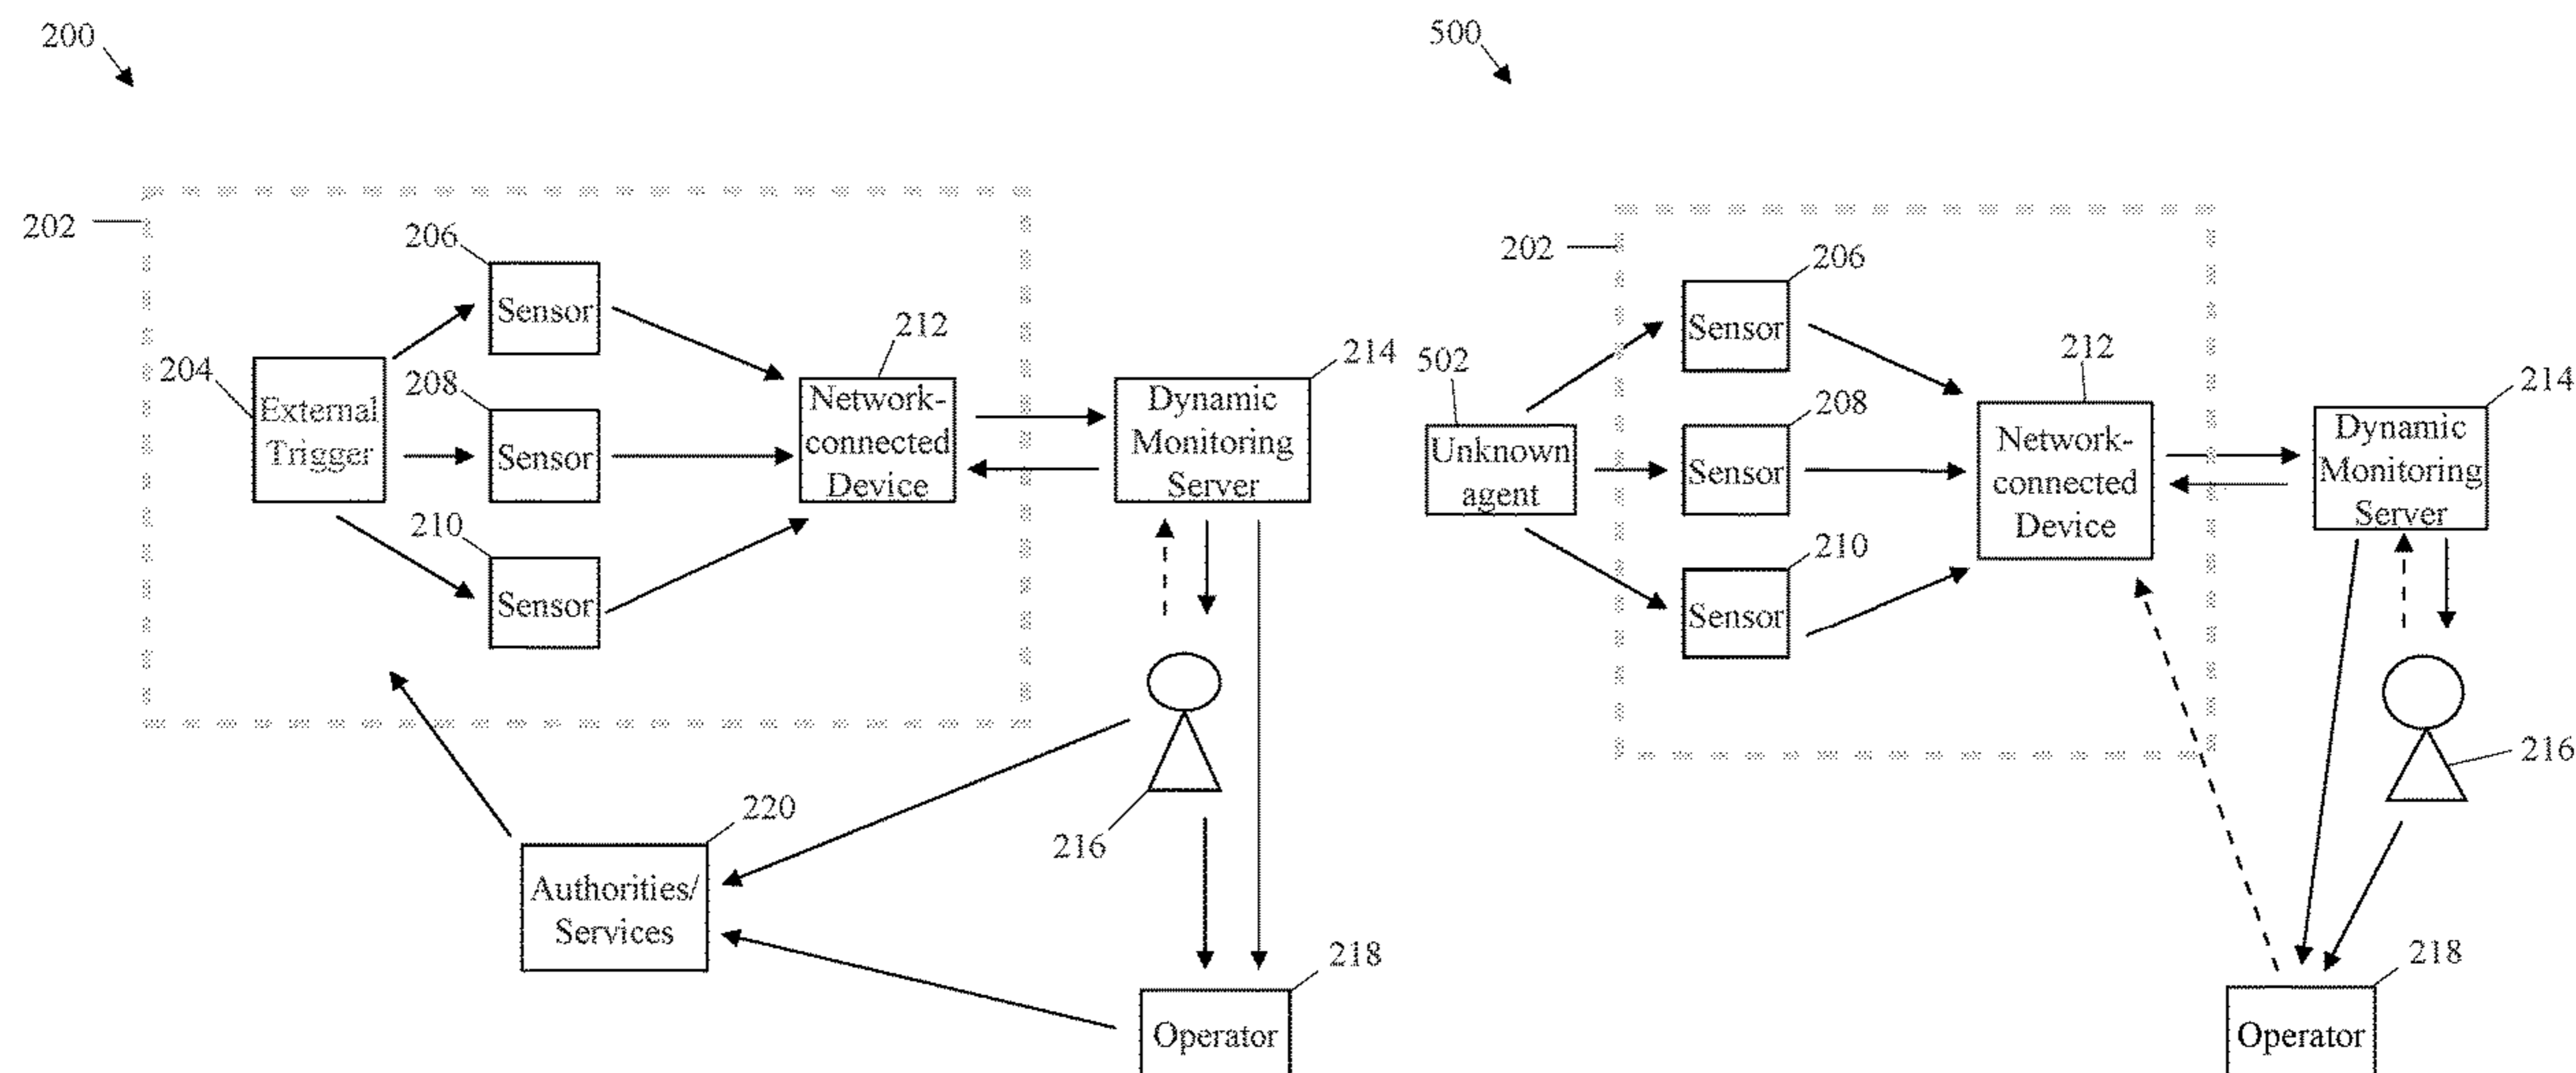 200
202
206
Sensor
204
External
Trigger
208
Sensor
210
Sensor
212
Network-
connected
Device
214
Dynamic
Monitoring
Server
216
220
Authorities/
Services
218
Operator
500
202
206
Sensor
502
Unknown
agent
208
Sensor
210
Sensor
212
Network-
connected
Device
214
Dynamic
Monitoring
Server
216
218
Operator